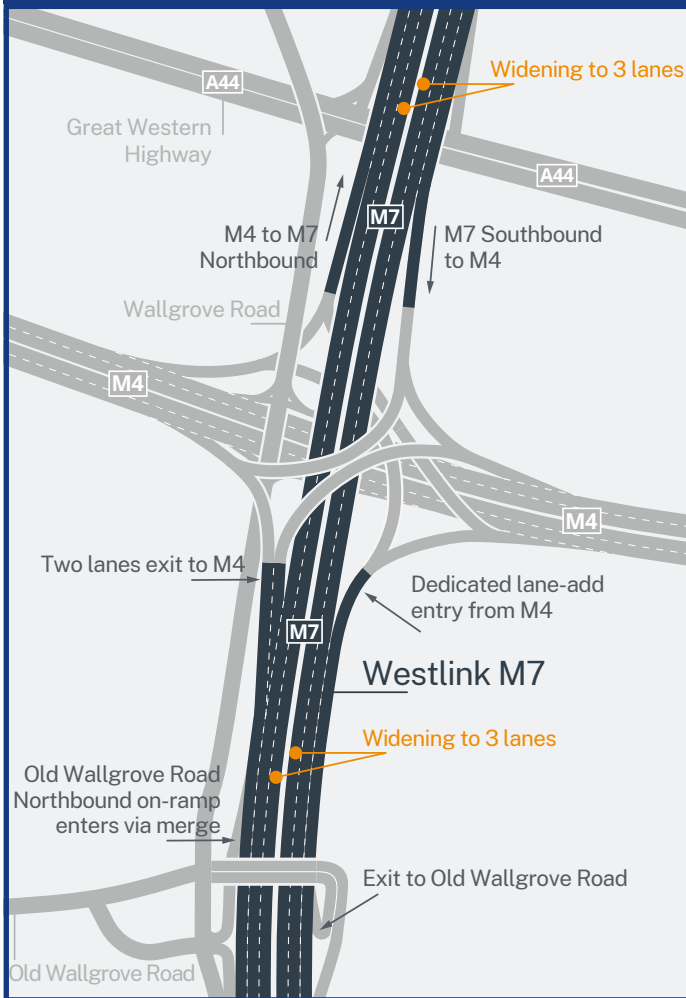 Widening to 3 lanes
A44
Great Western
Highway
A44
M7
M4 to M7
Northbound
M7 Southbound
to M4
Wallgrove Road
M4
M4
Two lanes exit to M4
Dedicated lane-add
entry from M4
M7
Westlink M7
Widening to 3 lanes
Old Wallgrove Road
Northbound on-ramp
enters via merge
Exit to Old Wallgrove Road
Old Wallgrove Road